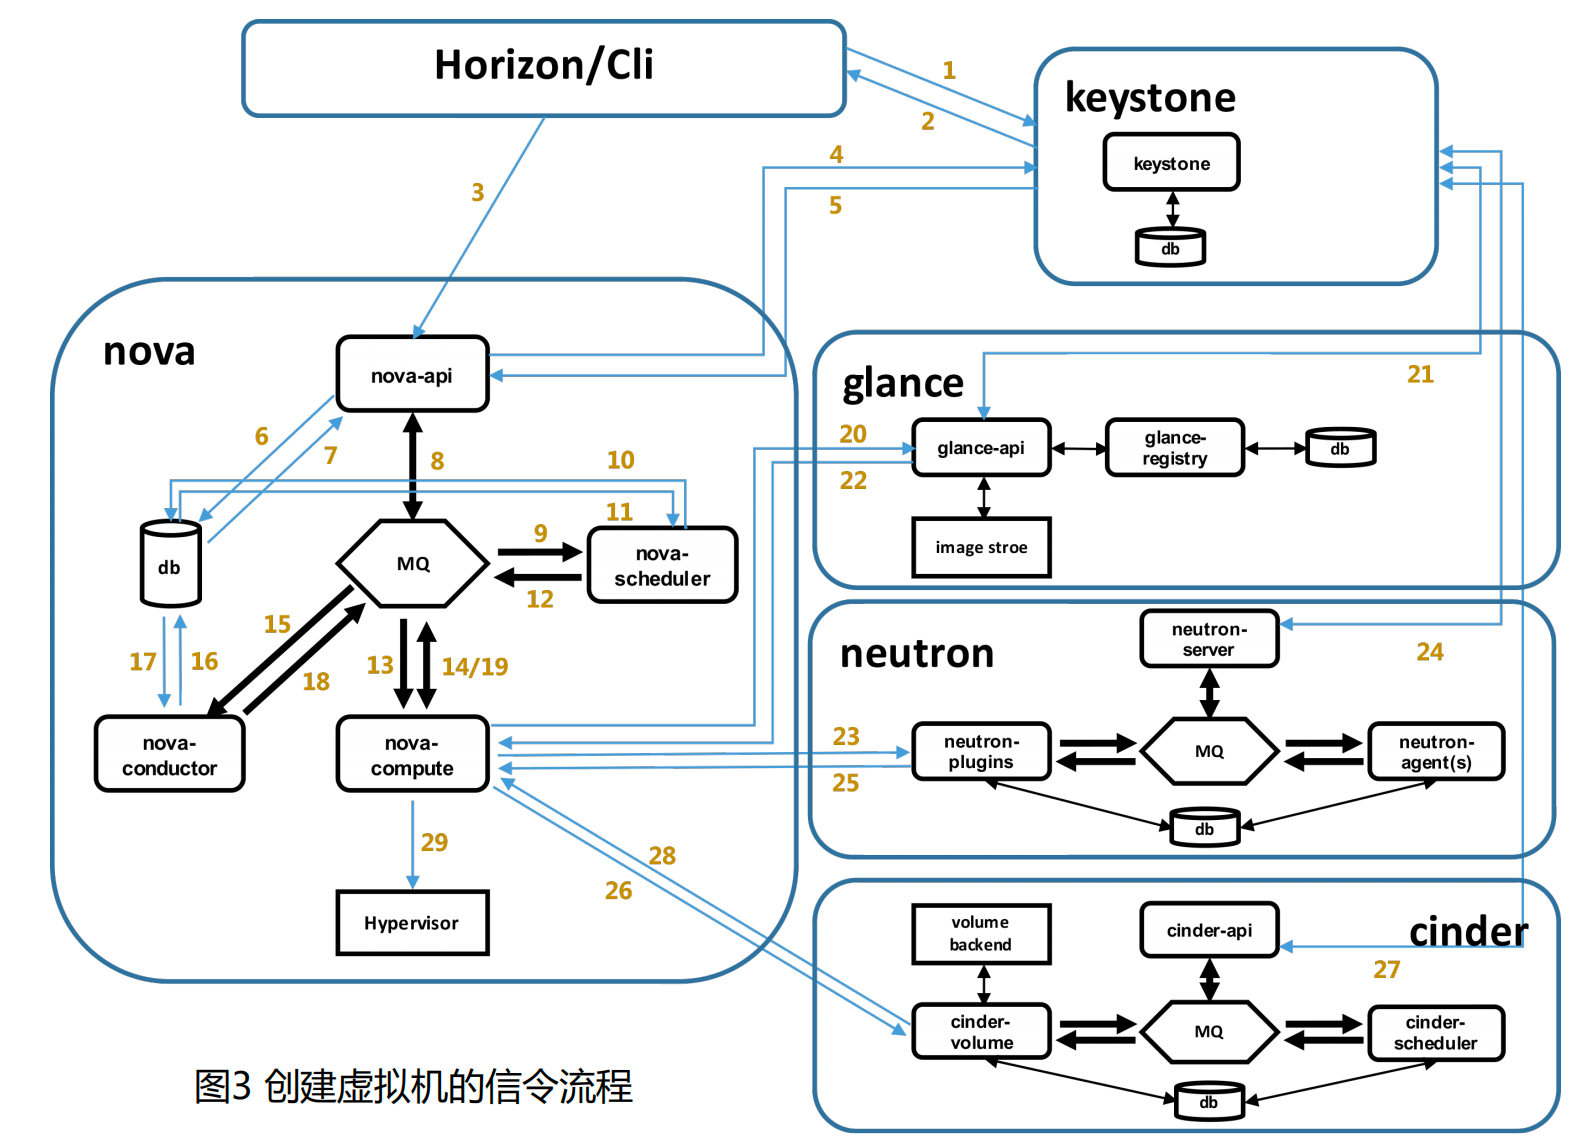 Horizon/Cli
1
2
keystone
keystone
db
4
5
3
nova
nova-api
6
7
8
10
11
9
12
db
MQ
nova-
scheduler
15
18
17
16
13
14/19
nova-
conductor
nova-
compute
29
Hypervisor
20
22
23
25
28
26
glance
21
glance-api
glance-
registry
db
image stroe
neutron
neutron-
server
24
neutron-
plugins
MQ
neutron-
agent(s)
db
cinder
volume
backend
cinder-api
27
cinder-
volume
MQ
cinder-
scheduler
db
图3 创建虚拟机的信令流程